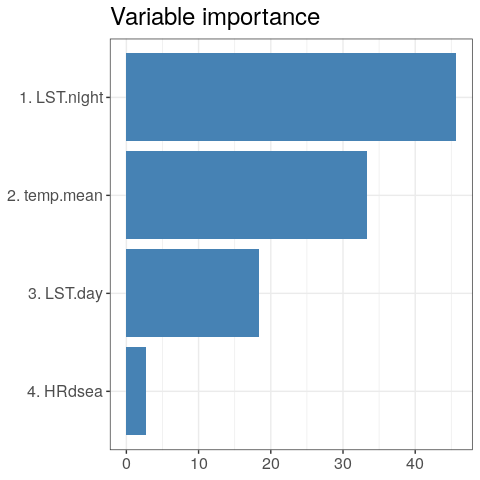 Variable importance
1. LST.night
2. temp.mean
3. LST.day
4. HRdsea
0 10 20 30 40